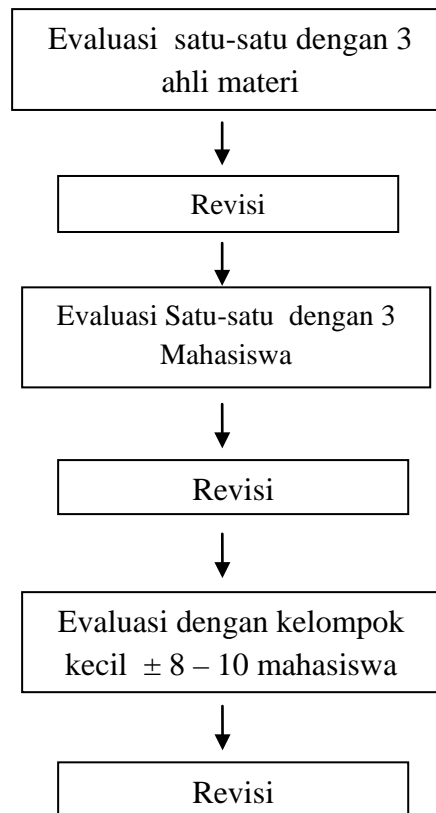 Evaluasi satu-satu dengan 3
ahli materi
Revisi
Evaluasi Satu-satu dengan 3
Mahasiswa
Revisi
Evaluasi dengan kelompok
kecil ± 8 – 10 mahasiswa
Revisi